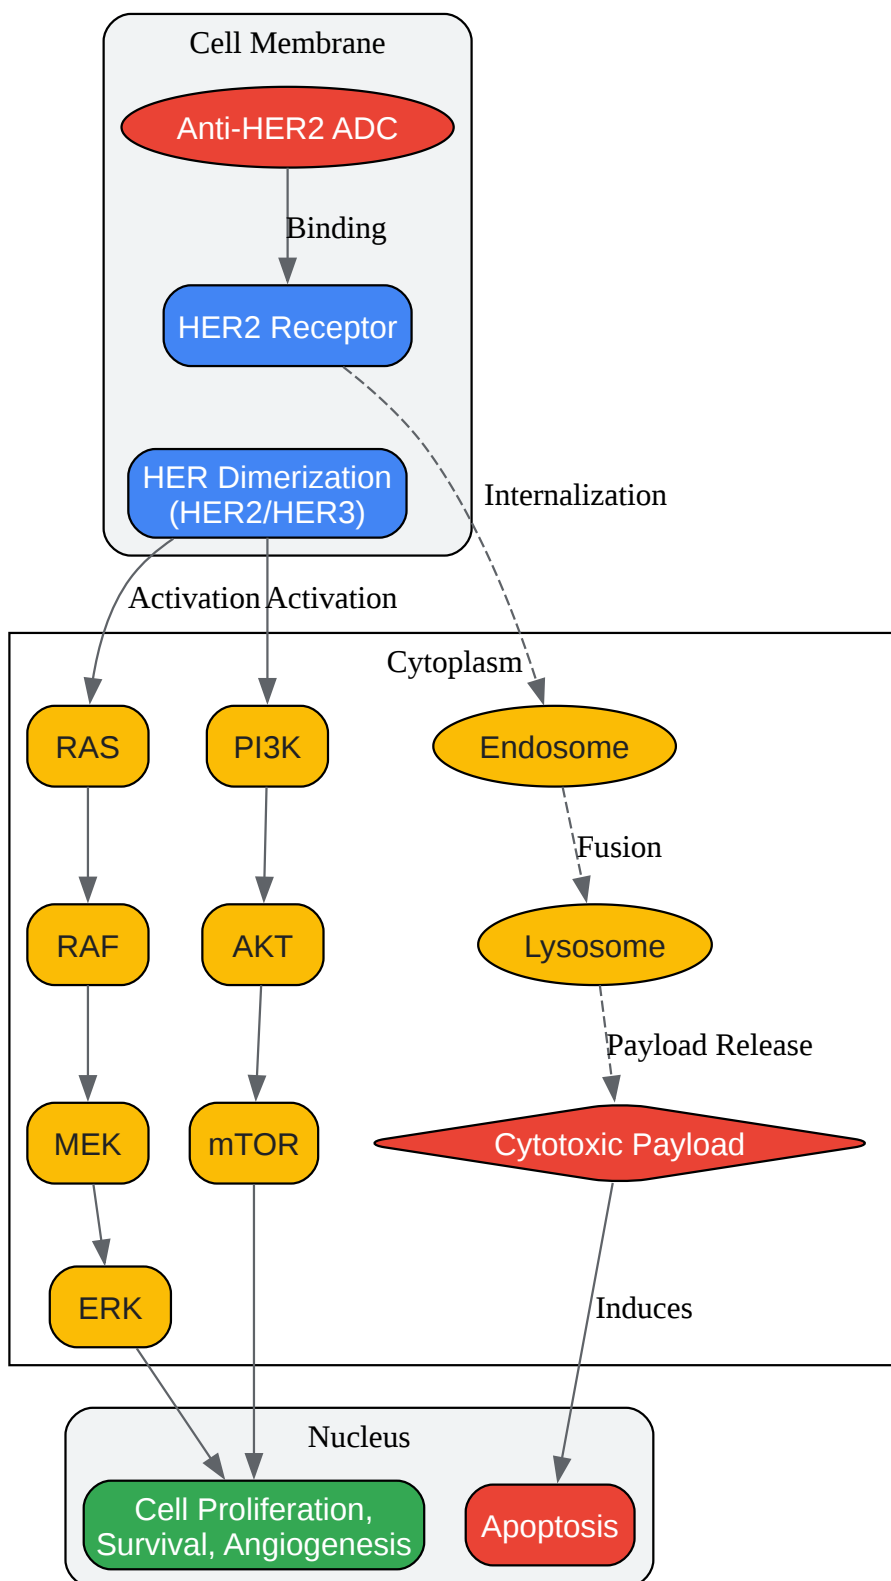 Cell Membrane
Anti-HER2 ADC
Binding
HER2 Receptor
HER Dimerization
(HER2/HER3)
Internalization
Activation
Activation
Cytoplasm
RAS
PI3K
Endosome
Fusion
RAF
AKT
Lysosome
Payload Release
MEK
mTOR
Cytotoxic Payload
ERK
Induces
Nucleus
Cell Proliferation,
Survival, Angiogenesis
Apoptosis